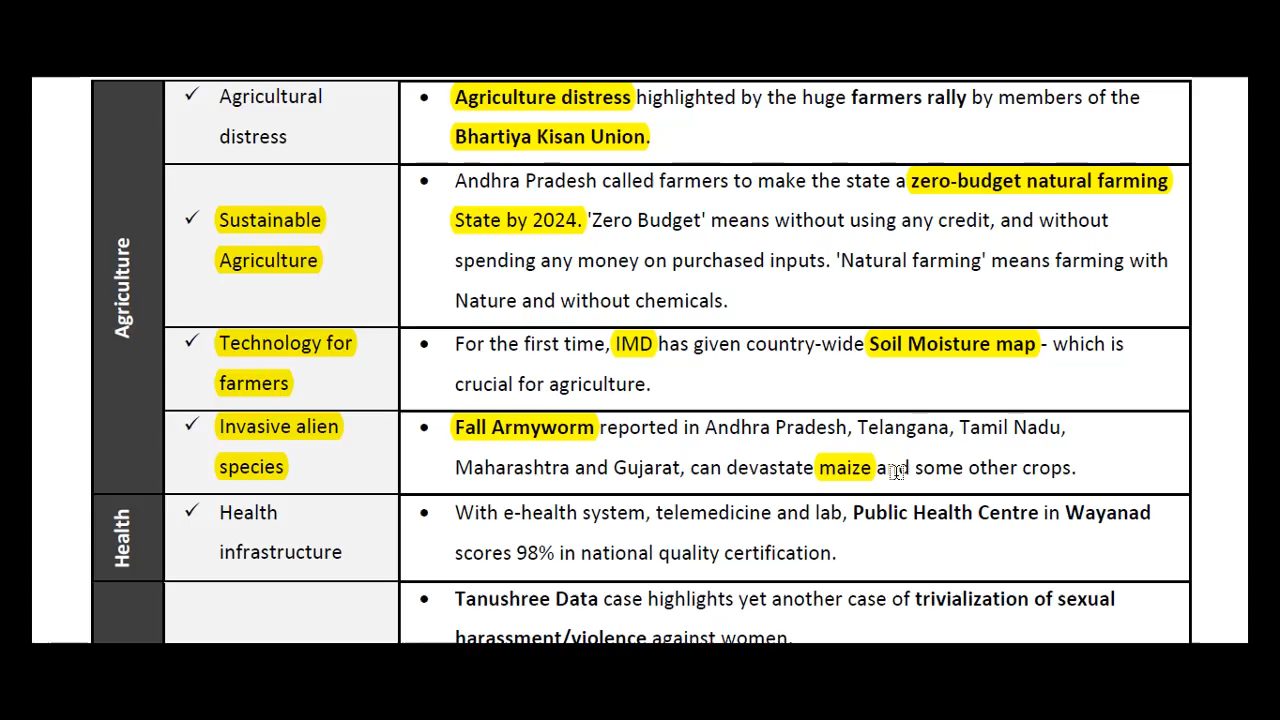 Agriculture
✓ Agricultural
distress
• Agriculture distress highlighted by the huge farmers rally by members of the
Bhartiya Kisan Union.
✓ Sustainable
Agriculture
• Andhra Pradesh called farmers to make the state a zero-budget natural farming
State by 2024. 'Zero Budget' means without using any credit, and without
spending any money on purchased inputs. 'Natural farming' means farming with
Nature and without chemicals.
✓ Technology for
farmers
• For the first time, IMD has given country-wide Soil Moisture map - which is
crucial for agriculture.
✓ Invasive alien
species
• Fall Armyworm reported in Andhra Pradesh, Telangana, Tamil Nadu,
Maharashtra and Gujarat, can devastate maize and some other crops.
Health
✓ Health
infrastructure
• With e-health system, telemedicine and lab, Public Health Centre in Wayanad
scores 98% in national quality certification.
• Tanushree Data case highlights yet another case of trivialization of sexual
harassment/violence against women.